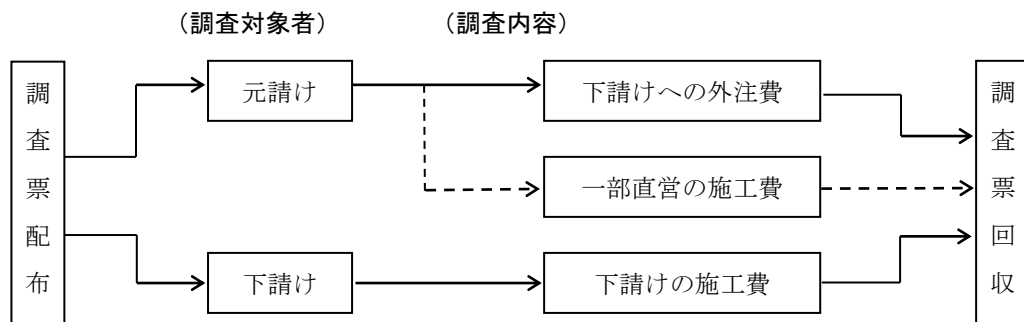 （調査対象者）
（調査内容）
調査票配布
元請け
下請けへの外注費
一部直営の施工費
下請け
下請けの施工費
調査票回収